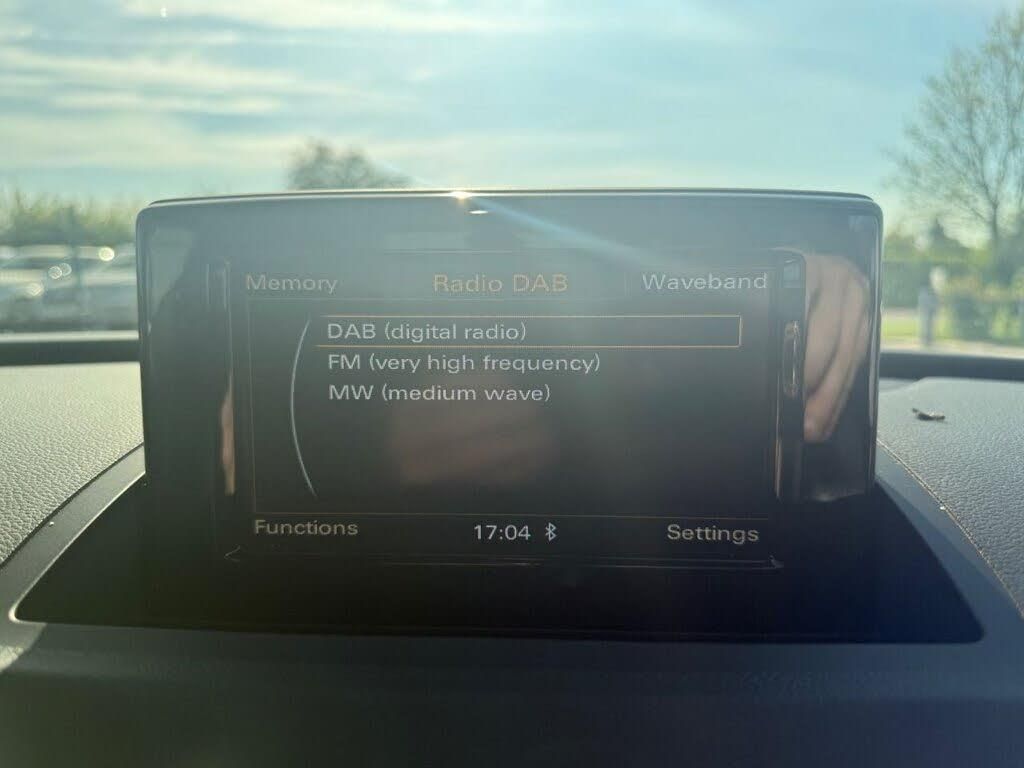 Memory Radio DAB Waveband
DAB (digital radio)
FM (very high frequency)
MW (medium wave)
Functions 17:04 Settings